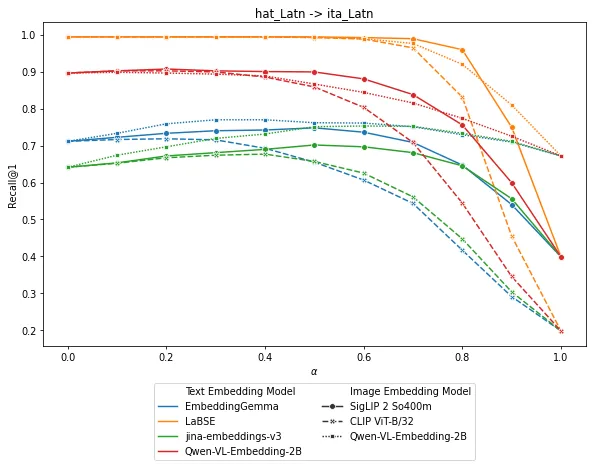 hat_Latn -> ita_Latn
1.0
0.9
0.8
0.7
0.6
0.5
0.4
0.3
0.2
Recall@1
0.0 0.2 0.4 0.6 0.8 1.0
α
Text Embedding Model Image Embedding Model
EmbeddingGemma SigLIP 2 So400m
LaBSE CLIP ViT-B/32
jina-embeddings-v3 Qwen-VL-Embedding-2B
Qwen-VL-Embedding-2B